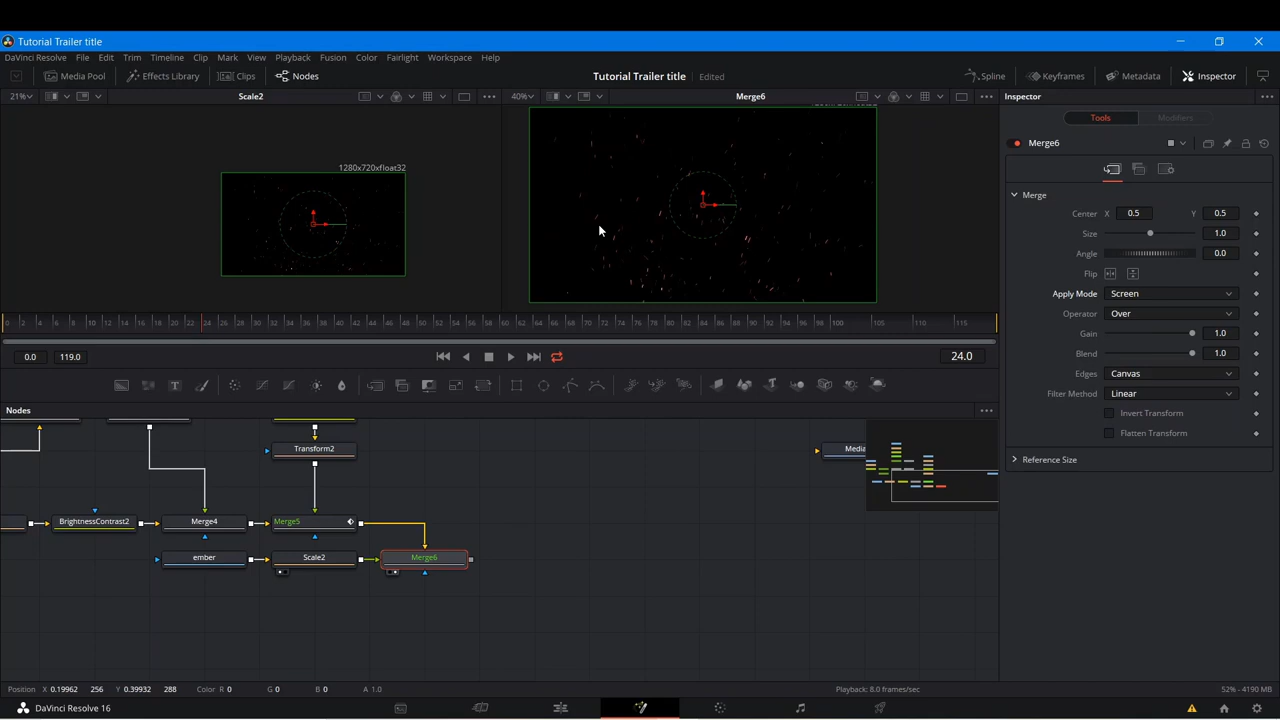 Tutorial Trailer title
DaVinci Resolve File Edit Trim Timeline Clip Mark View Playback Fusion Color Fairlight Workspace Help
Media Pool Effects Library Clips Nodes Tutorial Trailer title Edited Spline Keyframes Metadata Inspector
21% Scale2 40% Merge6 Inspector
Tools Modifiers
Merge6
1280x720xfloat32
Merge
Center X 0.5 Y 0.5
Size 1.0
Angle 0.0
Flip
Apply Mode Screen
Operator Over
Gain 1.0
Blend 1.0
Edges Canvas
Filter Method Linear
Invert Transform
Flatten Transform
Reference Size
0 2 4 6 8 10 12 14 16 18 20 22 24 26 28 30 32 34 36 38 40 42 44 46 48 50 52 54 56 58 60 62 64 66 68 70 72 74 76 78 80 82 84 86 88 90 92 94 96 98 100 105 110 115
0.0 119.0 24.0
Nodes
Transform2 Media
BrightnessContrast2 Merge4 Merge5
ember Scale2 Merge6
Position X 0.19962 256 Y 0.39932 288 Color R 0 G 0 B 0 A 1.0 Playback: 8.0 frames/sec 52% - 4190 MB
DaVinci Resolve 16